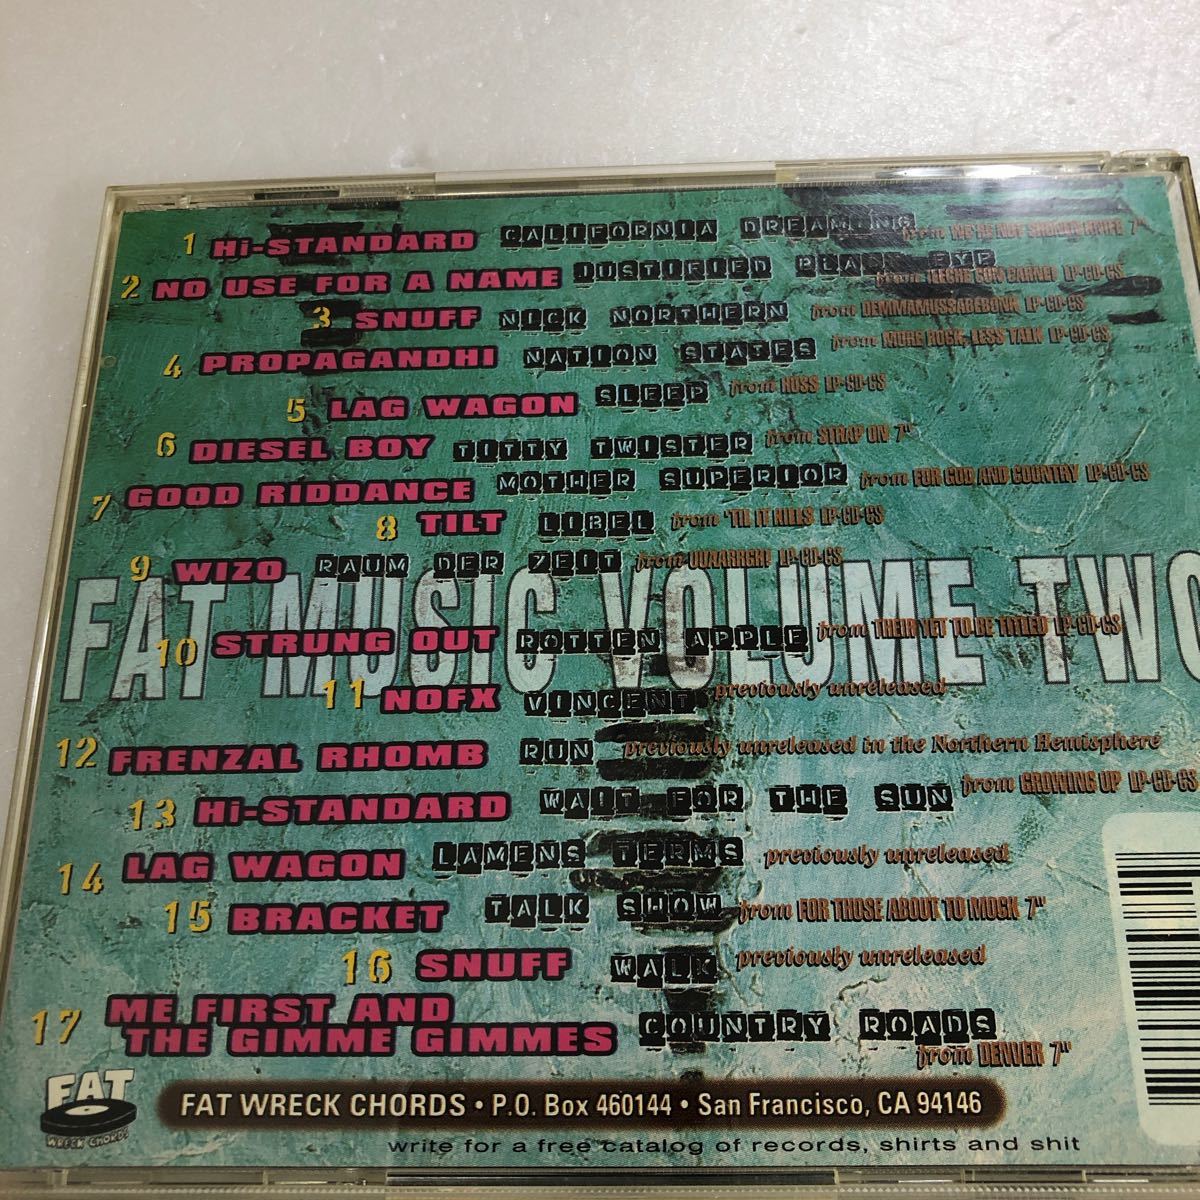 1 Hi-STANDARD CALIFORNIA DREAMING from WE'RE NOT SHONEN KNIFE 7"
2 NO USE FOR A NAME JUSTIFIED BLACK EYE from ¡LECHE CON CARNE! LP-CD-CS
3 SNUFF NICK NORTHERN from DEMMAMUSSABEBONK LP-CD-CS
4 PROPAGANDHI NATION STATES from MORE ROCK, LESS TALK LP-CD-CS
5 LAG WAGON SLEEP from HOSS LP-CD-CS
6 DIESEL BOY TITTY TWISTER from STRAP ON 7"
7 GOOD RIDDANCE MOTHER SUPERIOR from FOR GOD AND COUNTRY LP-CD-CS
8 TILT LIBEL from 'TIL IT KILLS LP-CD-CS
9 WIZO RAUM DER ZEIT from UUAARRGH! LP-CD-CS
FAT MUSIC VOLUME TWO
10 STRUNG OUT ROTTEN APPLE from THEIR YET TO BE TITLED LP-CD-CS
11 NOFX VINCENT previously unreleased
12 FRENZAL RHOMB RUN previously unreleased in the Northern Hemisphere
13 Hi-STANDARD WAIT FOR THE SUN from GROWING UP LP-CD-CS
14 LAG WAGON LAMENS TERMS previously unreleased
15 BRACKET TALK SHOW from FOR THOSE ABOUT TO MOCK 7"
16 SNUFF WALK previously unreleased
17 ME FIRST AND THE GIMME GIMMES COUNTRY ROADS from DENVER 7"
FAT WRECK CHORDS
FAT WRECK CHORDS • P.O. Box 460144 • San Francisco, CA 94146
write for a free catalog of records, shirts and shit